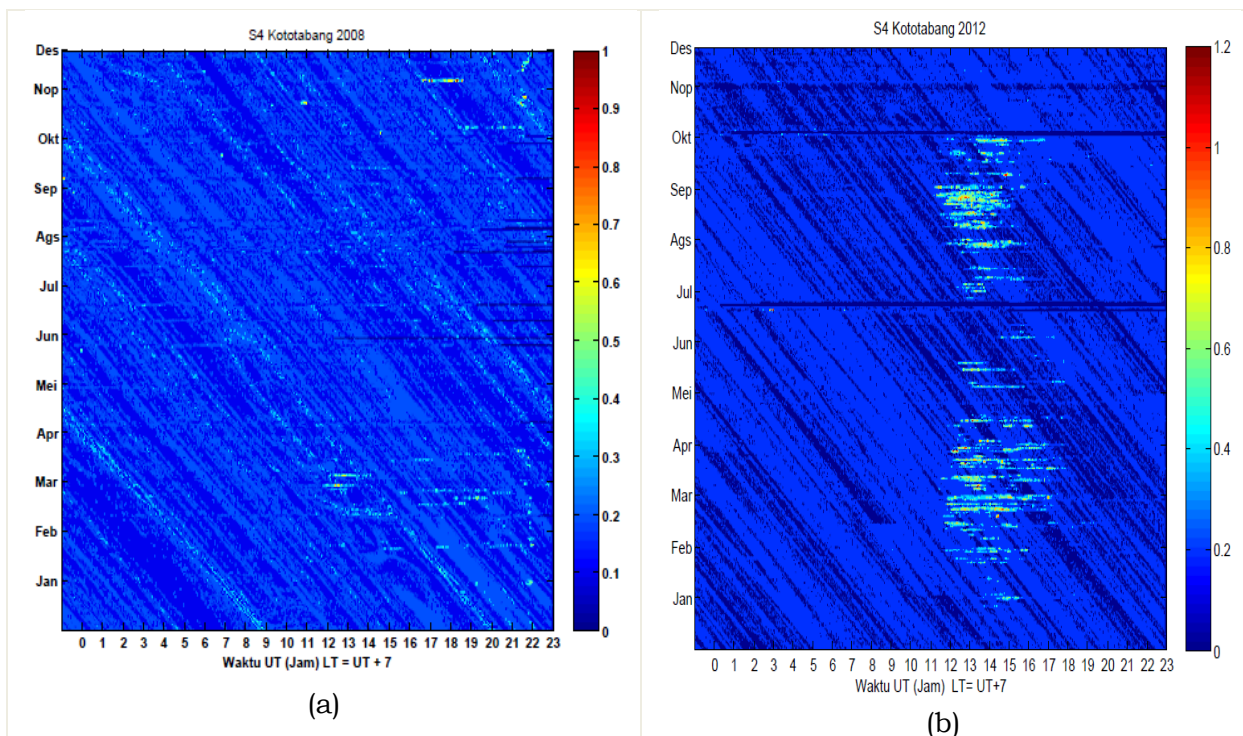 S4 Kototabang 2008
Des
Nop
Okt
Sep
Ags
Jul
Jun
Mei
Apr
Mar
Feb
Jan
0 1 2 3 4 5 6 7 8 9 10 11 12 13 14 15 16 17 18 19 20 21 22 23
Waktu UT (Jam) LT = UT + 7
1
0.9
0.8
0.7
0.6
0.5
0.4
0.3
0.2
0.1
0
(a)
S4 Kototabang 2012
Des
Nop
Okt
Sep
Ags
Jul
Jun
Mei
Apr
Mar
Feb
Jan
0 1 2 3 4 5 6 7 8 9 10 11 12 13 14 15 16 17 18 19 20 21 22 23
Waktu UT (Jam) LT= UT+7
1.2
1
0.8
0.6
0.4
0.2
0
(b)